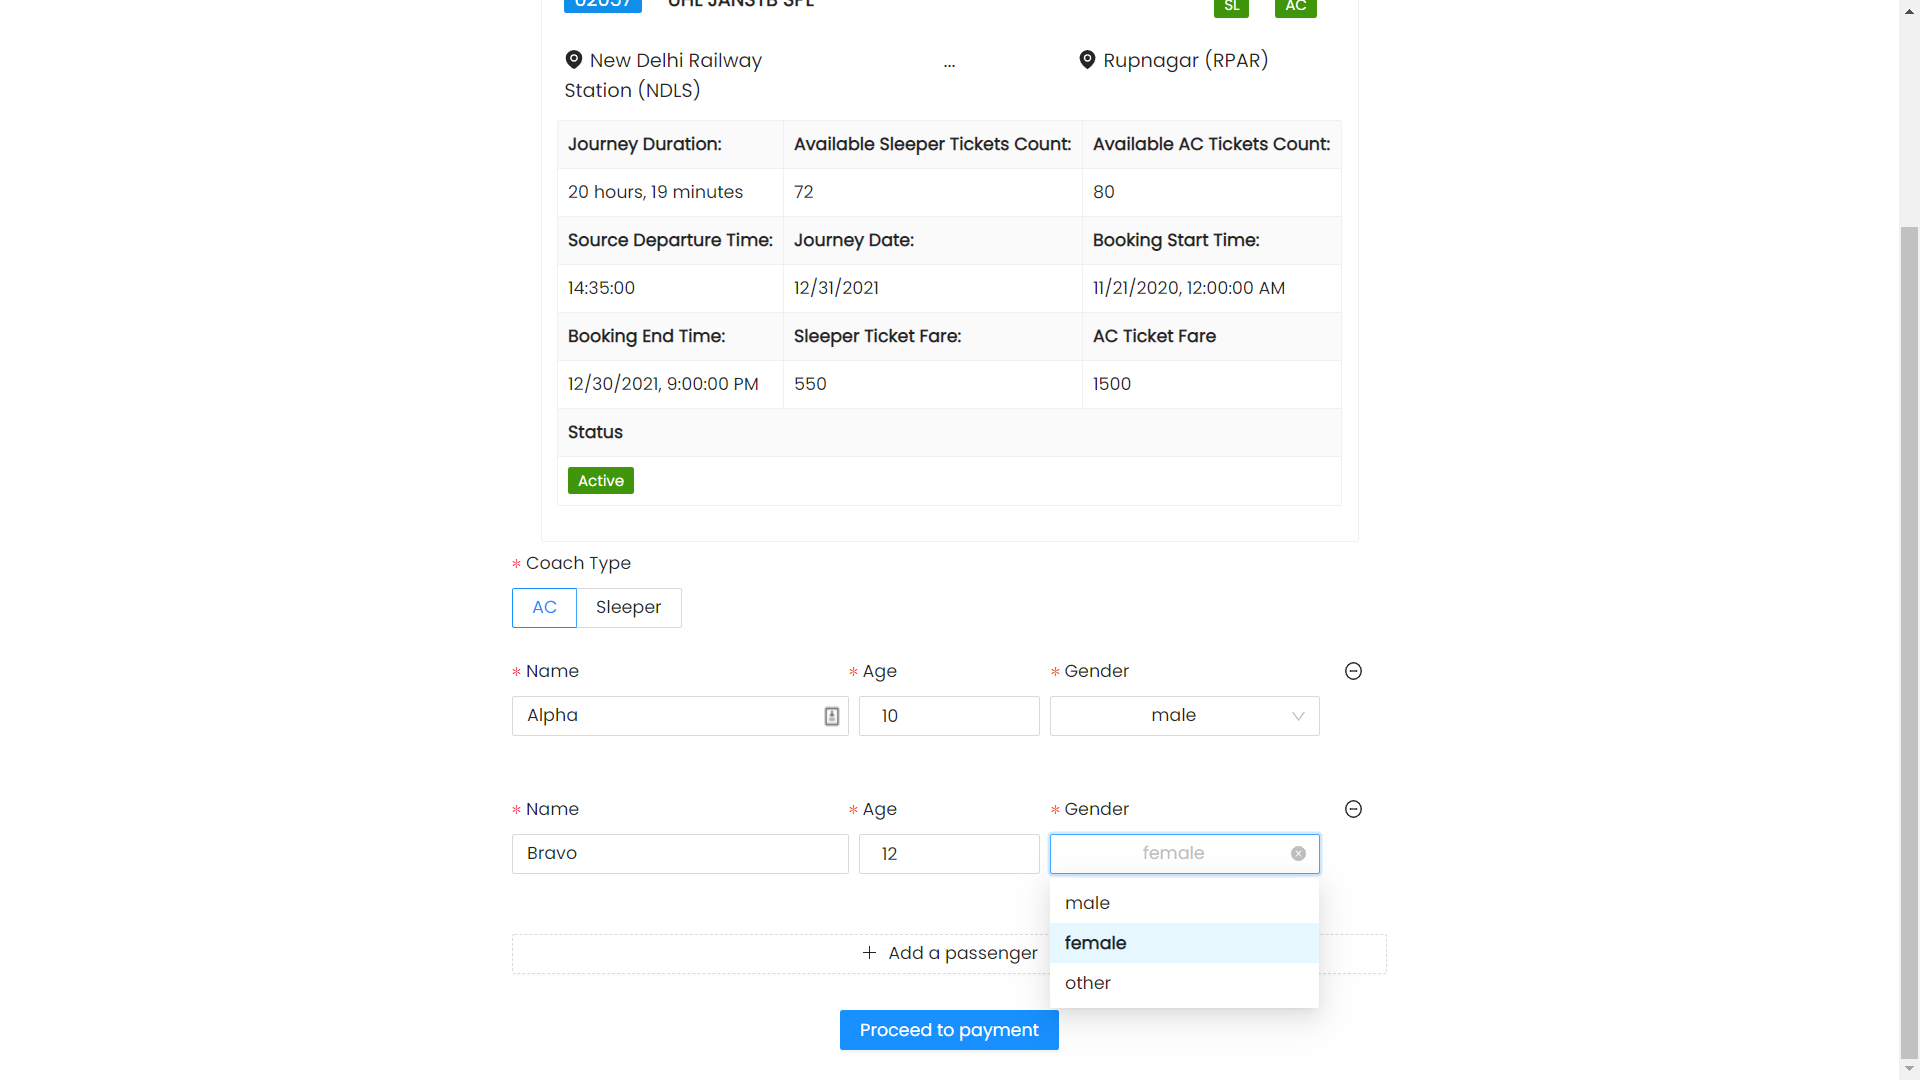 02057 UHL JANSTB SPL SL AC
New Delhi Railway
Station (NDLS)
...
Rupnagar (RPAR)
Journey Duration: Available Sleeper Tickets Count: Available AC Tickets Count:
20 hours, 19 minutes 72 80
Source Departure Time: Journey Date: Booking Start Time:
14:35:00 12/31/2021 11/21/2020, 12:00:00 AM
Booking End Time: Sleeper Ticket Fare: AC Ticket Fare
12/30/2021, 9:00:00 PM 550 1500
Status
Active
* Coach Type
AC Sleeper
* Name * Age * Gender
Alpha 10 male
* Name * Age * Gender
Bravo 12 female
male
female
other
+ Add a passenger
Proceed to payment